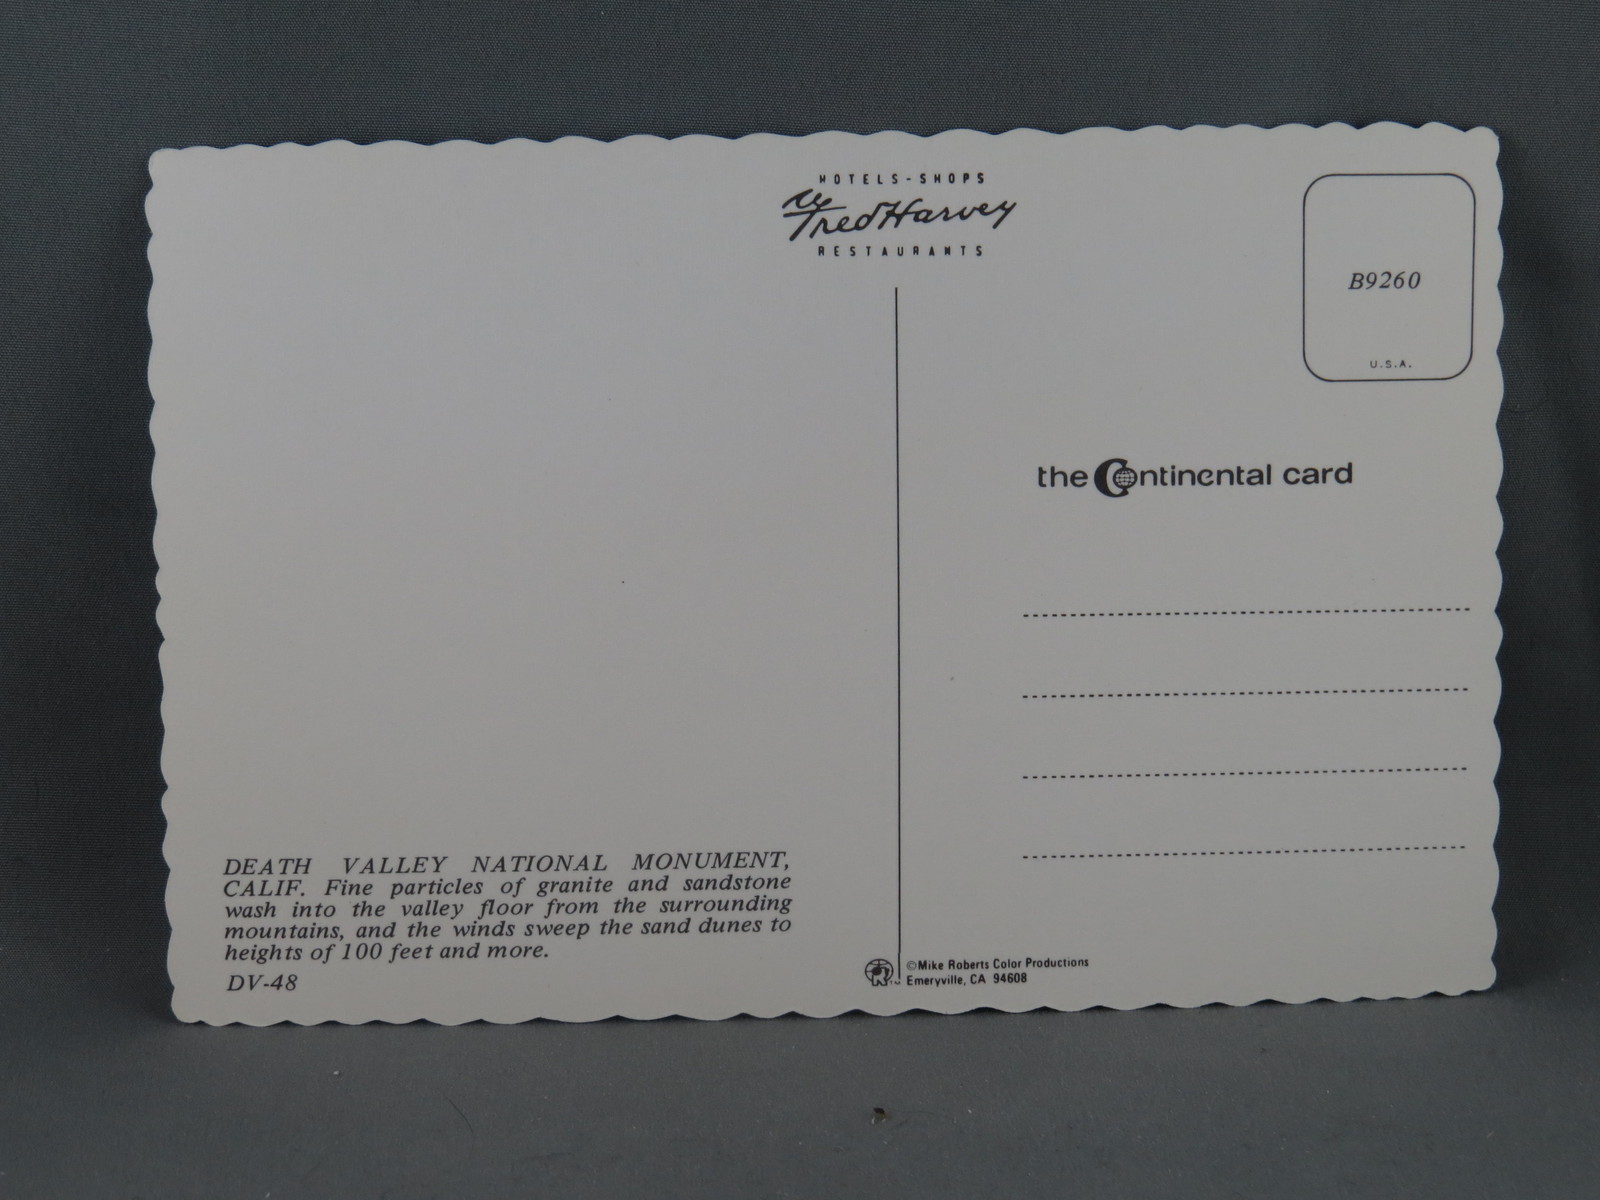 HOTELS-SHOPS
Fred Harvey
RESTAURANTS
B9260
U.S.A.
the Continental card
DEATH VALLEY NATIONAL MONUMENT,
CALIF. Fine particles of granite and sandstone
wash into the valley floor from the surrounding
mountains, and the winds sweep the sand dunes to
heights of 100 feet and more.
DV-48
©Mike Roberts Color Productions
Emeryville, CA 94608